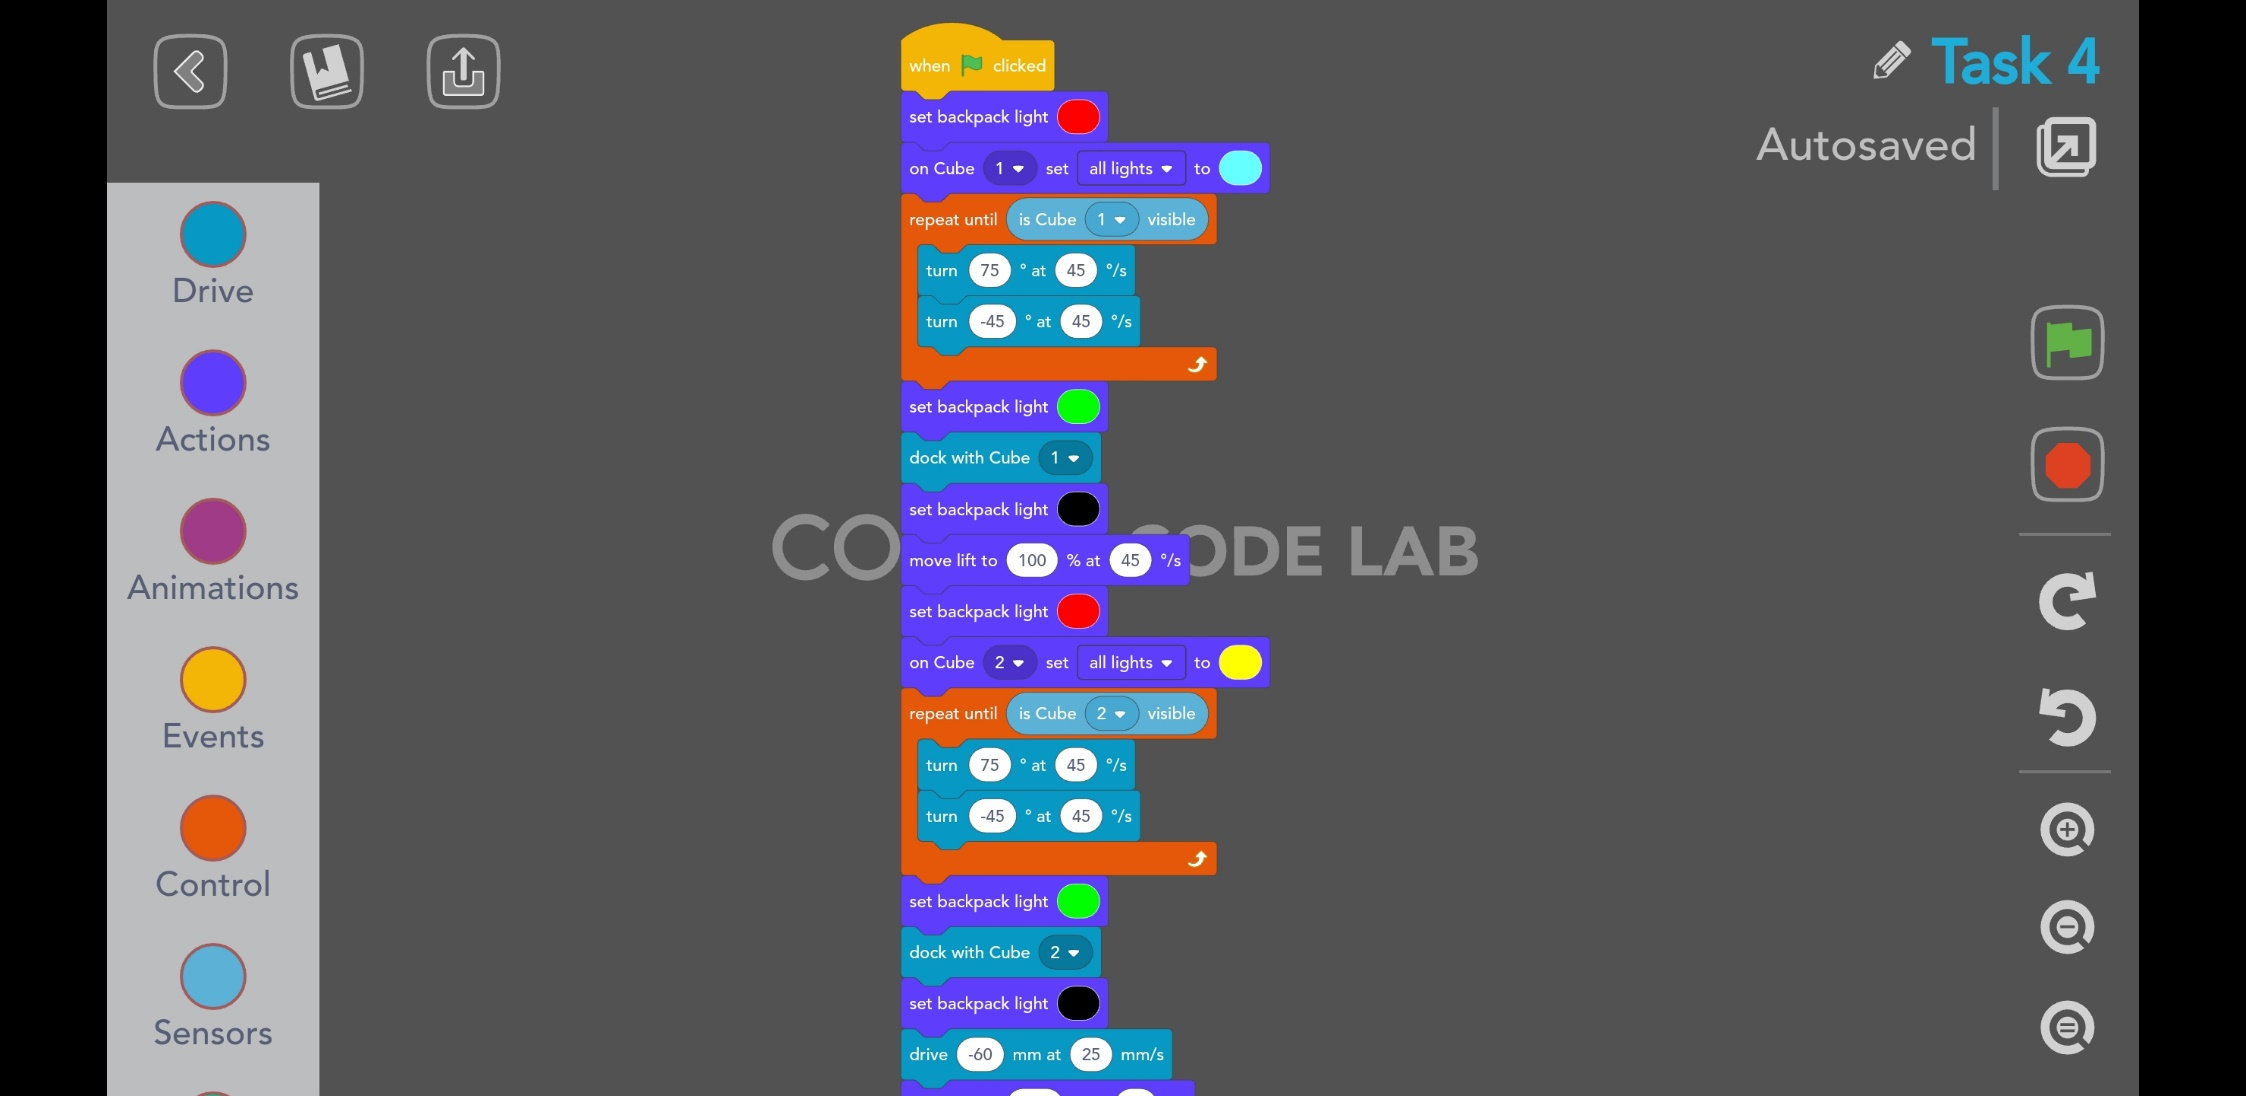 Task 4
Autosaved
Drive
Actions
Animations
Events
Control
Sensors
when clicked
set backpack light
on Cube 1 set all lights to
repeat until is Cube 1 visible
turn 75 ° at 45 °/s
turn -45 ° at 45 °/s
set backpack light
dock with Cube 1
set backpack light
CO ODE LAB
move lift to 100 % at 45 °/s
set backpack light
on Cube 2 set all lights to
repeat until is Cube 2 visible
turn 75 ° at 45 °/s
turn -45 ° at 45 °/s
set backpack light
dock with Cube 2
set backpack light
drive -60 mm at 25 mm/s